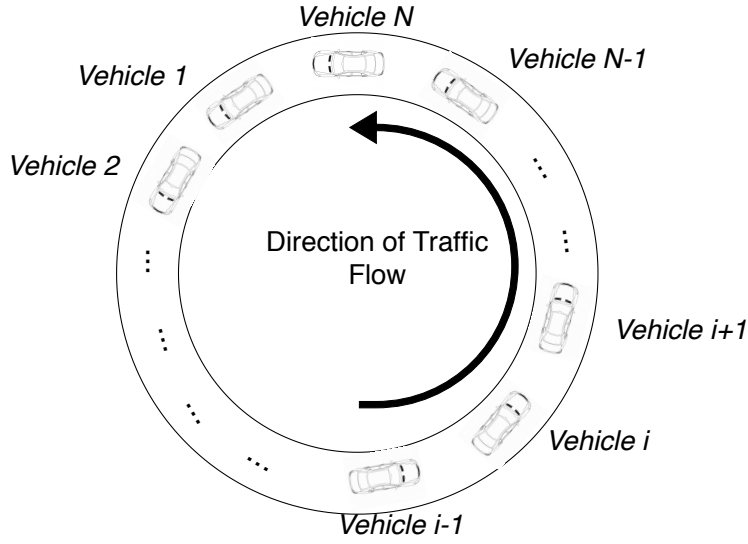 Vehicle N
Vehicle N-1
Vehicle 1
Vehicle 2
Direction of Traffic
Flow
Vehicle i+1
Vehicle i
Vehicle i-1